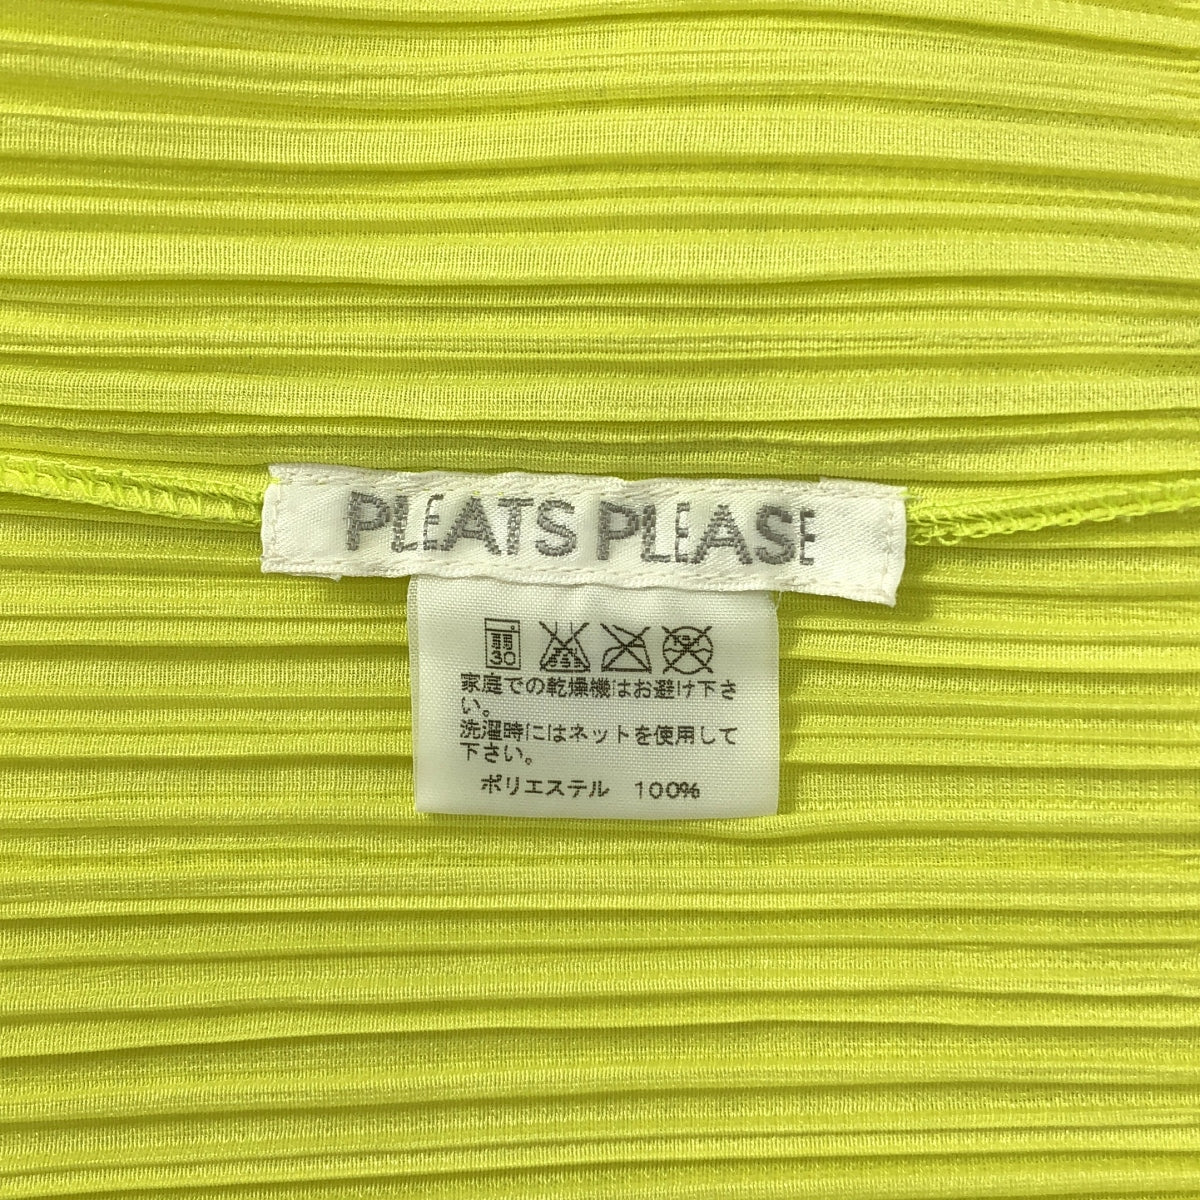 PLEATS PLEASE
弱
30
家庭での乾燥機はお避け下さ
い。
洗濯時にはネットを使用して
下さい。
ポリエステル 100%